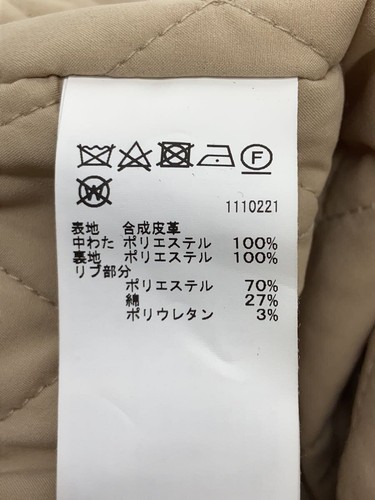 F
W
1110221
表地 合成皮革
中わた ポリエステル 100%
裏地 ポリエステル 100%
リブ部分
ポリエステル 70%
綿 27%
ポリウレタン 3%